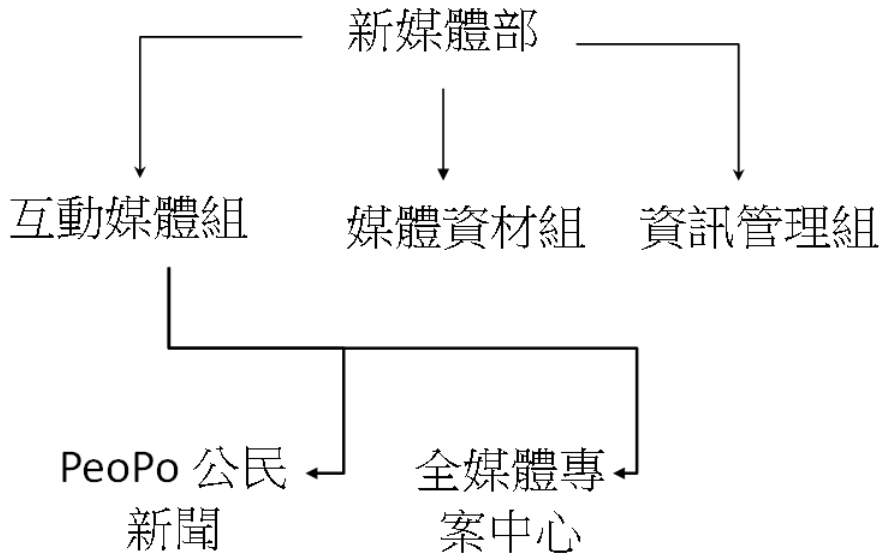 新媒體部
互動媒體組
媒體資材組
資訊管理組
PeoPo 公民
新聞
全媒體專
案中心